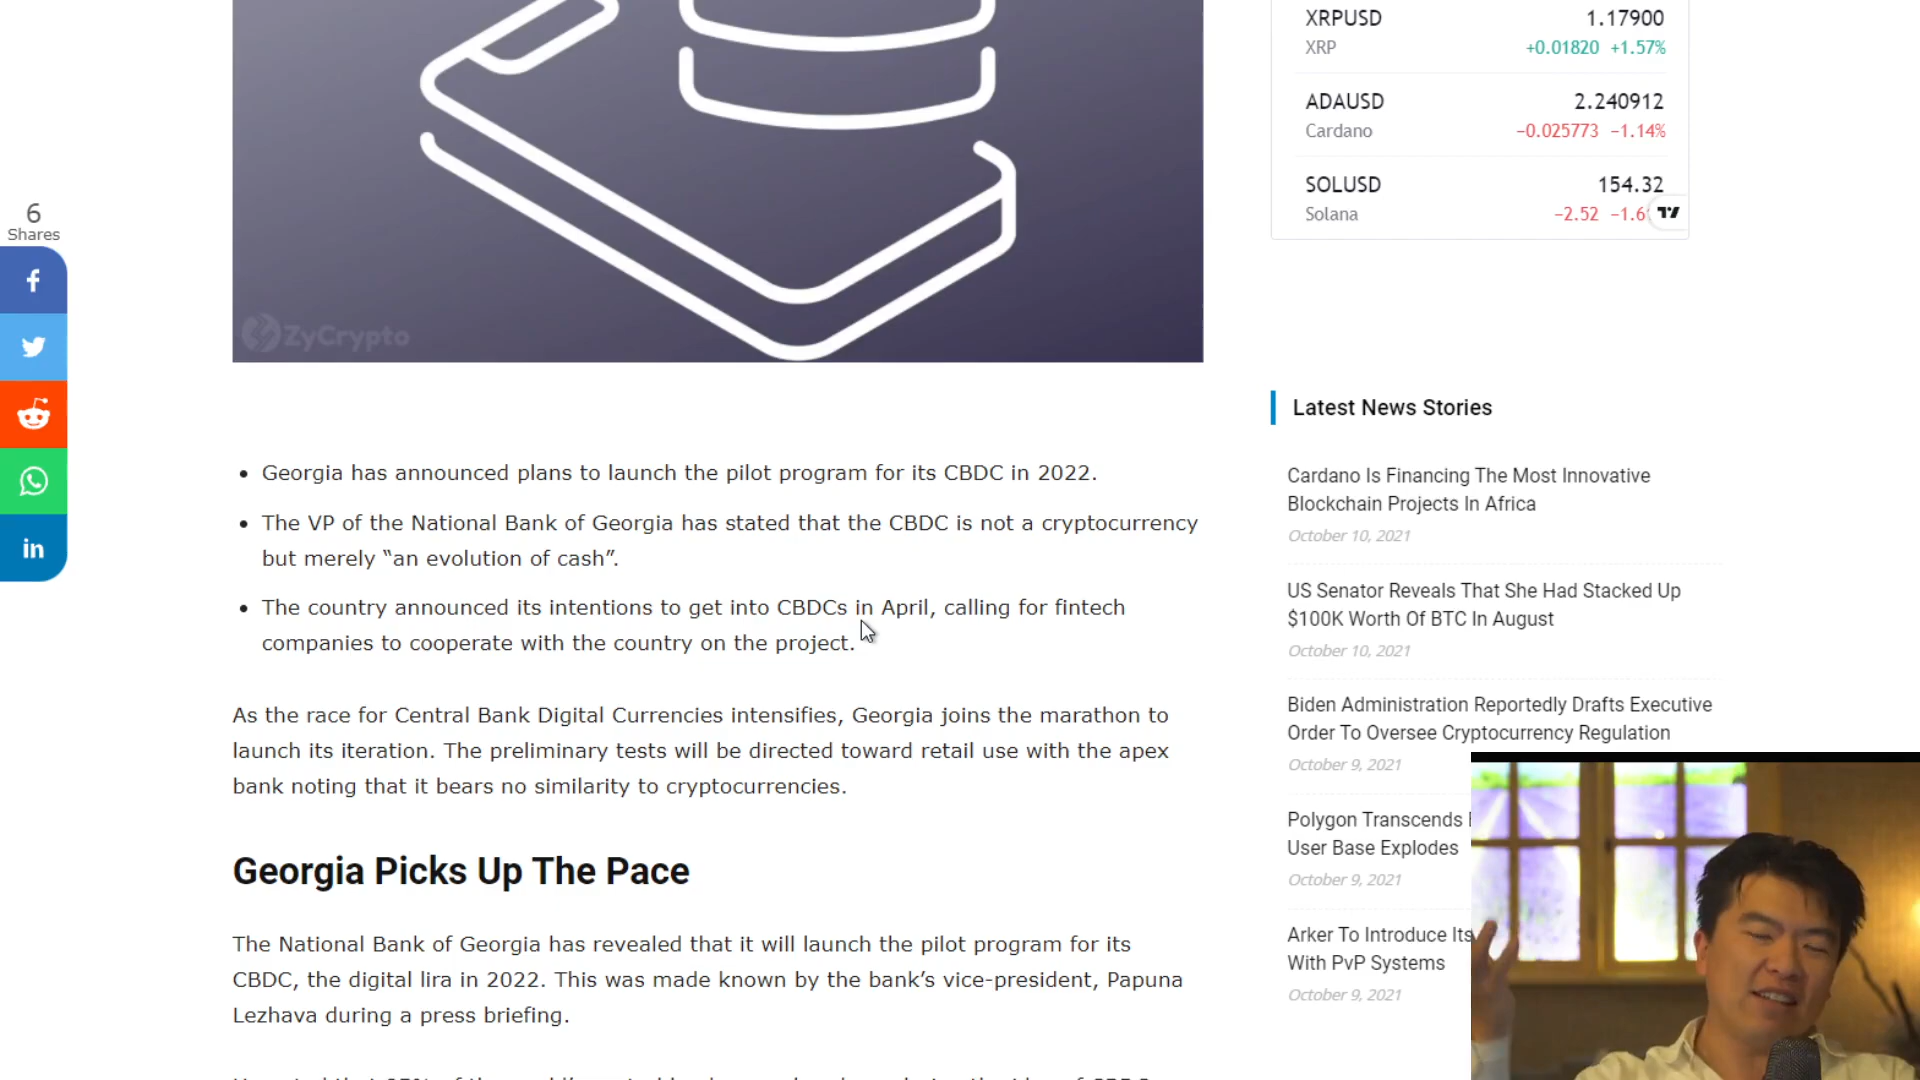 XRPUSD 1.17900
XRP +0.01820 +1.57%
ADAUSD 2.240912
Cardano −0.025773 −1.14%
SOLUSD 154.32
Solana −2.52 −1.6
6
Shares
ZyCrypto
Georgia has announced plans to launch the pilot program for its CBDC in 2022.
The VP of the National Bank of Georgia has stated that the CBDC is not a cryptocurrency
but merely “an evolution of cash”.
The country announced its intentions to get into CBDCs in April, calling for fintech
companies to cooperate with the country on the project.
As the race for Central Bank Digital Currencies intensifies, Georgia joins the marathon to
launch its iteration. The preliminary tests will be directed toward retail use with the apex
bank noting that it bears no similarity to cryptocurrencies.
Georgia Picks Up The Pace
The National Bank of Georgia has revealed that it will launch the pilot program for its
CBDC, the digital lira in 2022. This was made known by the bank’s vice-president, Papuna
Lezhava during a press briefing.
Latest News Stories
Cardano Is Financing The Most Innovative
Blockchain Projects In Africa
October 10, 2021
US Senator Reveals That She Had Stacked Up
$100K Worth Of BTC In August
October 10, 2021
Biden Administration Reportedly Drafts Executive
Order To Oversee Cryptocurrency Regulation
October 9, 2021
Polygon Transcends
User Base Explodes
October 9, 2021
Arker To Introduce Its
With PvP Systems
October 9, 2021